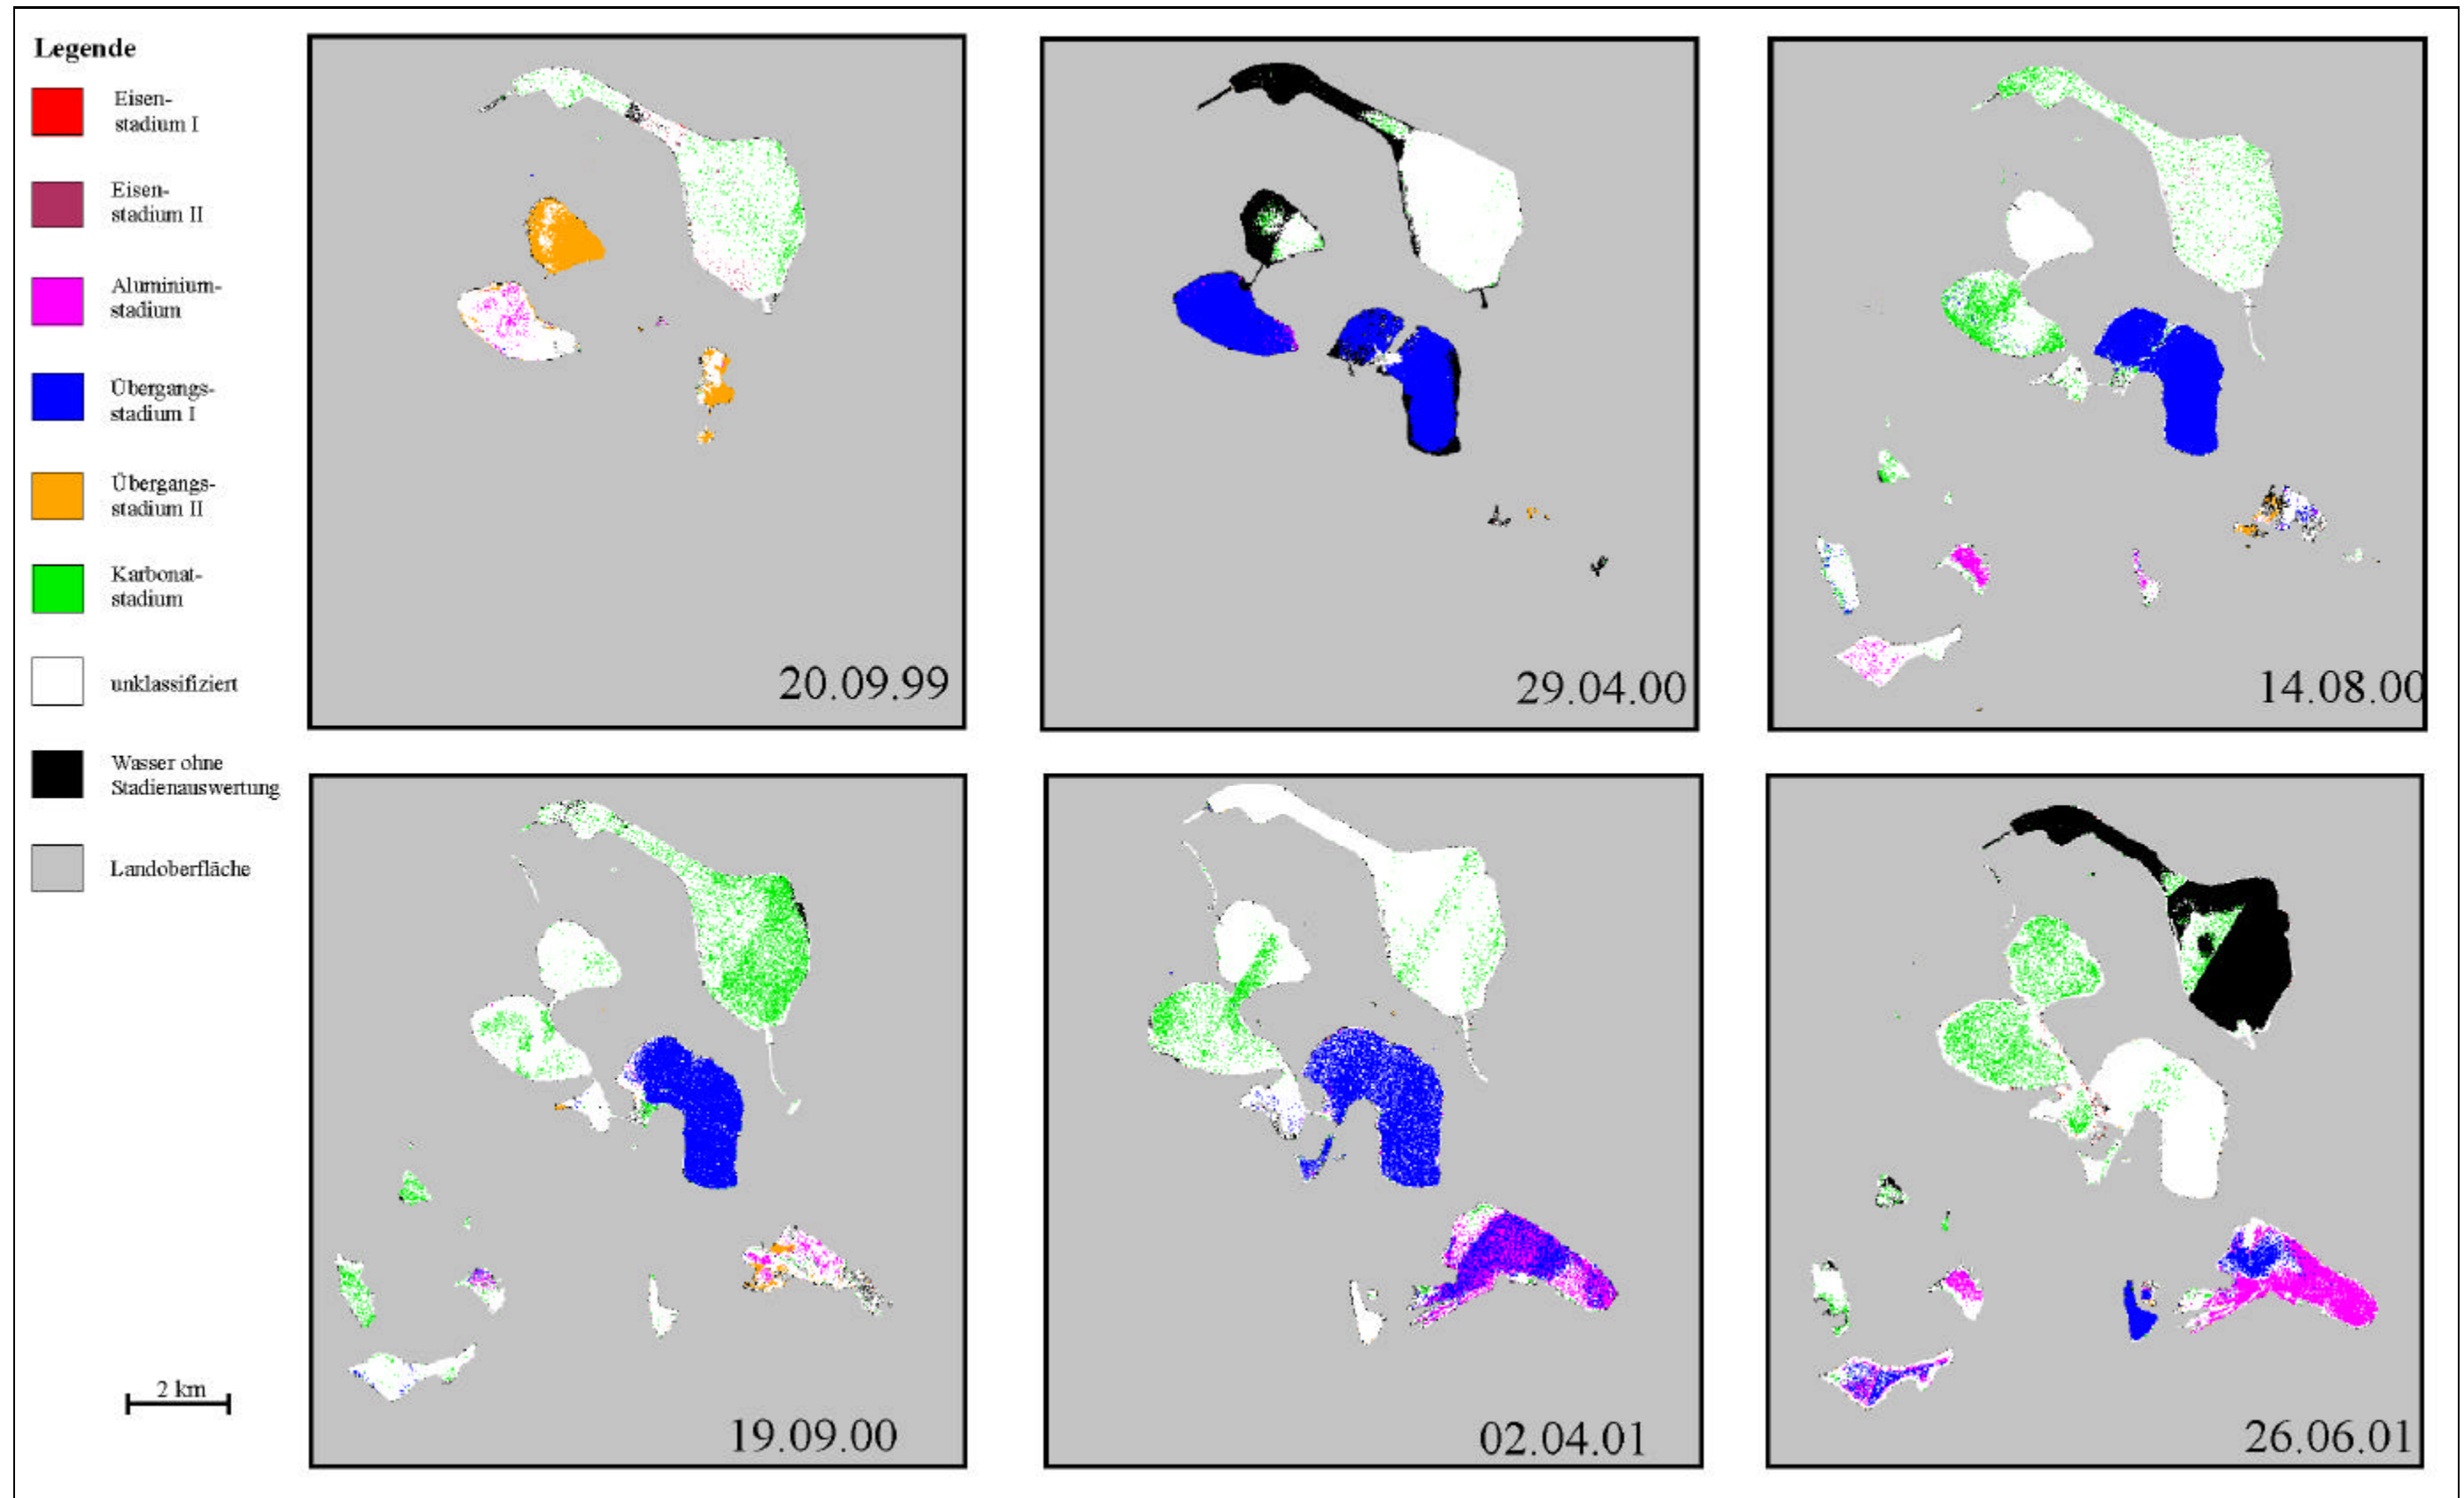 Legende
Eisen-
stadium I
Eisen-
stadium II
Aluminium-
stadium
Übergangs-
stadium I
Übergangs-
stadium II
Karbonat-
stadium
unklassifiziert
Wasser ohne
Stadienauswertung
Landoberfläche
2 km
20.09.99
29.04.00
14.08.00
19.09.00
02.04.01
26.06.01